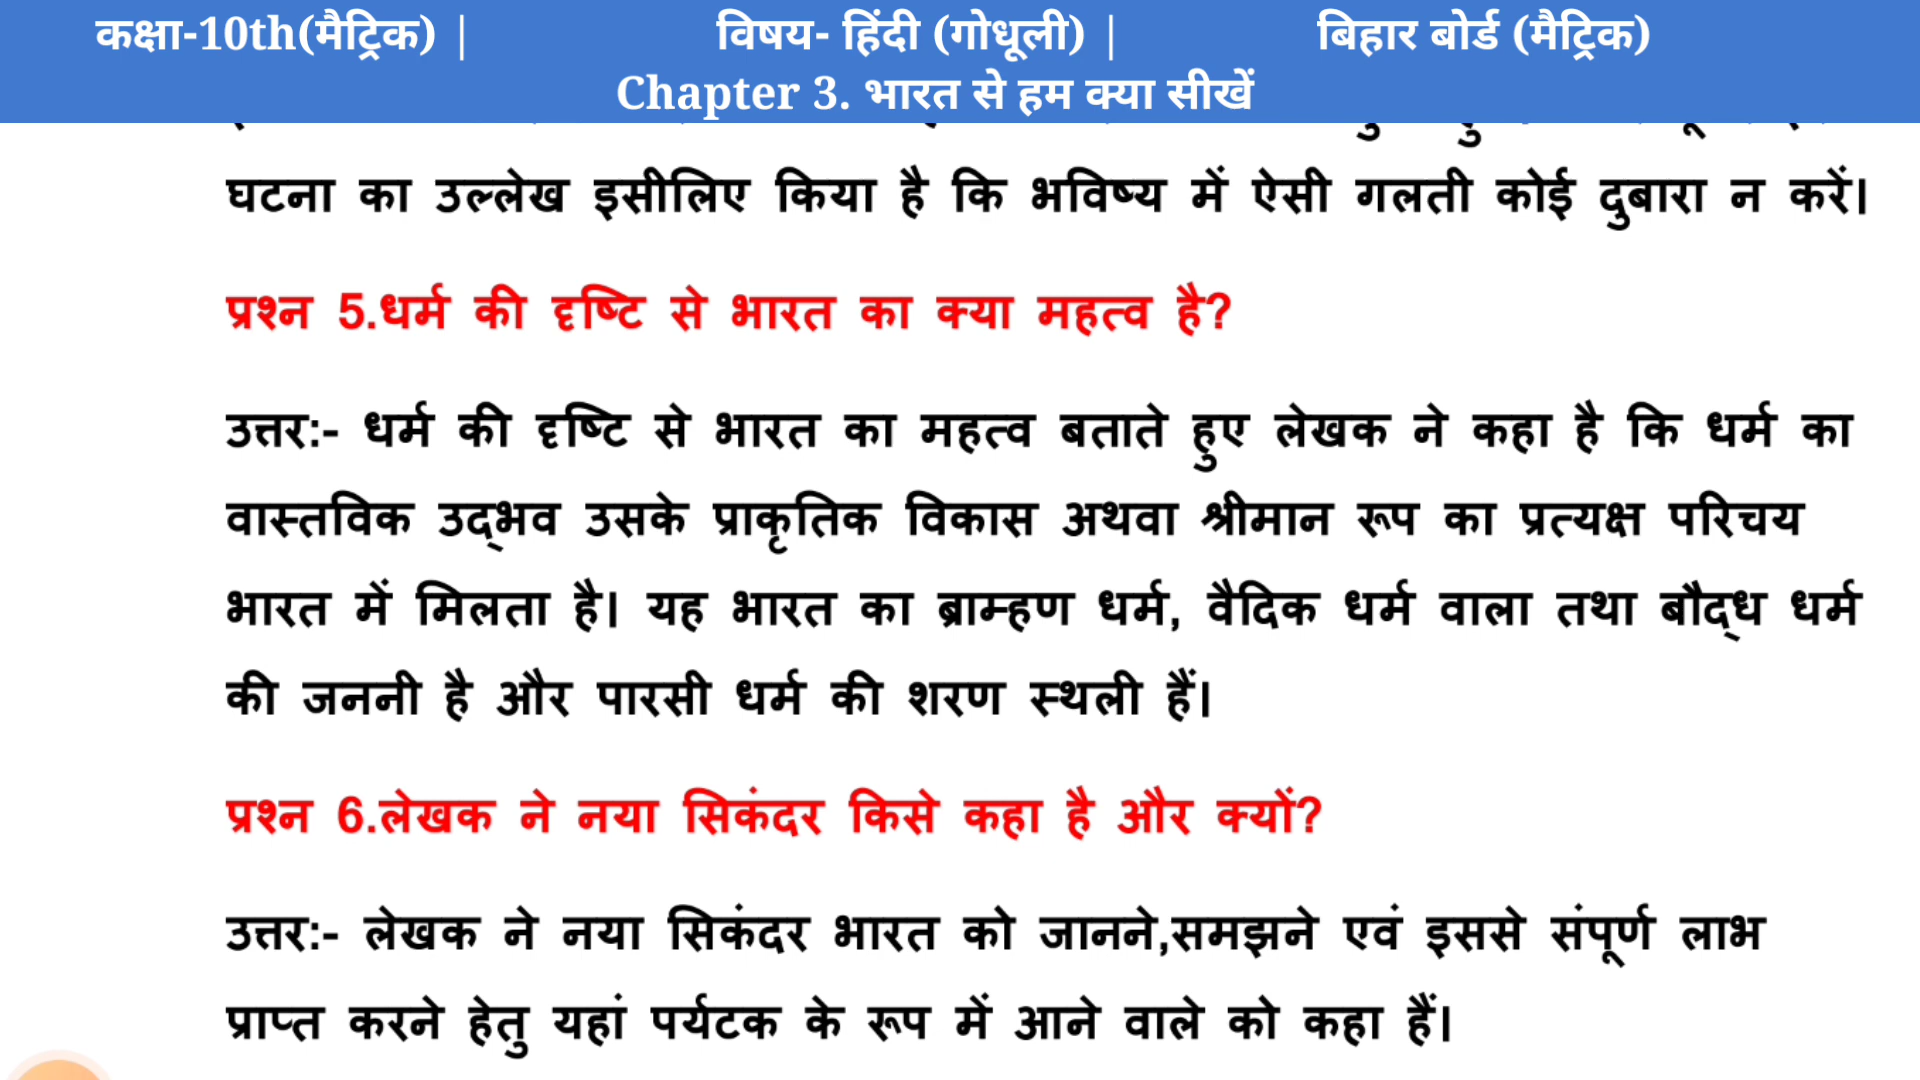 कक्षा-10th(मैट्रिक) | विषय- हिंदी (गोधूली) | बिहार बोर्ड (मैट्रिक)
Chapter 3. भारत से हम क्या सीखें
घटना का उल्लेख इसीलिए किया है कि भविष्य में ऐसी गलती कोई दुबारा न करें।
प्रश्न 5.धर्म की दृष्टि से भारत का क्या महत्व है?
उत्तर:- धर्म की दृष्टि से भारत का महत्व बताते हुए लेखक ने कहा है कि धर्म का
वास्तविक उद्भव उसके प्राकृतिक विकास अथवा श्रीमान रूप का प्रत्यक्ष परिचय
भारत में मिलता है। यह भारत का ब्राम्हण धर्म, वैदिक धर्म वाला तथा बौद्ध धर्म
की जननी है और पारसी धर्म की शरण स्थली हैं।
प्रश्न 6.लेखक ने नया सिकंदर किसे कहा है और क्यों?
उत्तर:- लेखक ने नया सिकंदर भारत को जानने,समझने एवं इससे संपूर्ण लाभ
प्राप्त करने हेतु यहां पर्यटक के रूप में आने वाले को कहा हैं।